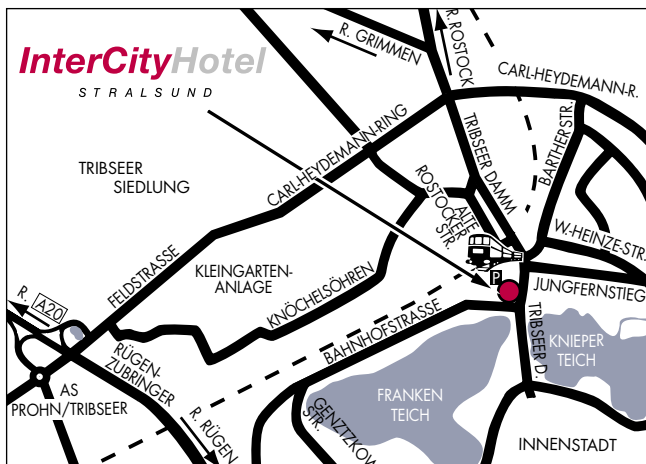 InterCityHotel
STRALSUND
R. GRIMMEN
R. ROSTOCK
CARL-HEYDEMANN-R.
BARTHER STR.
TRIBSEER DAMM
CARL-HEYDEMANN-RING
TRIBSEER
SIEDLUNG
ALTE
ROSTOCKER
STR.
W.-HEINZE-STR.
FELDSTRASSE
KLEINGARTEN-
ANLAGE
KNÖCHELSÖHREN
P
JUNGFERNSTIEG
R. A20
BAHNHOFSTRASSE
TRIBSEER D.
KNIEPER
TEICH
RÜGEN-
ZUBRINGER
AS
PROHN/TRIBSEER
R. RÜGEN
FRANKEN
TEICH
GENZTZKOW
STR.
INNENSTADT